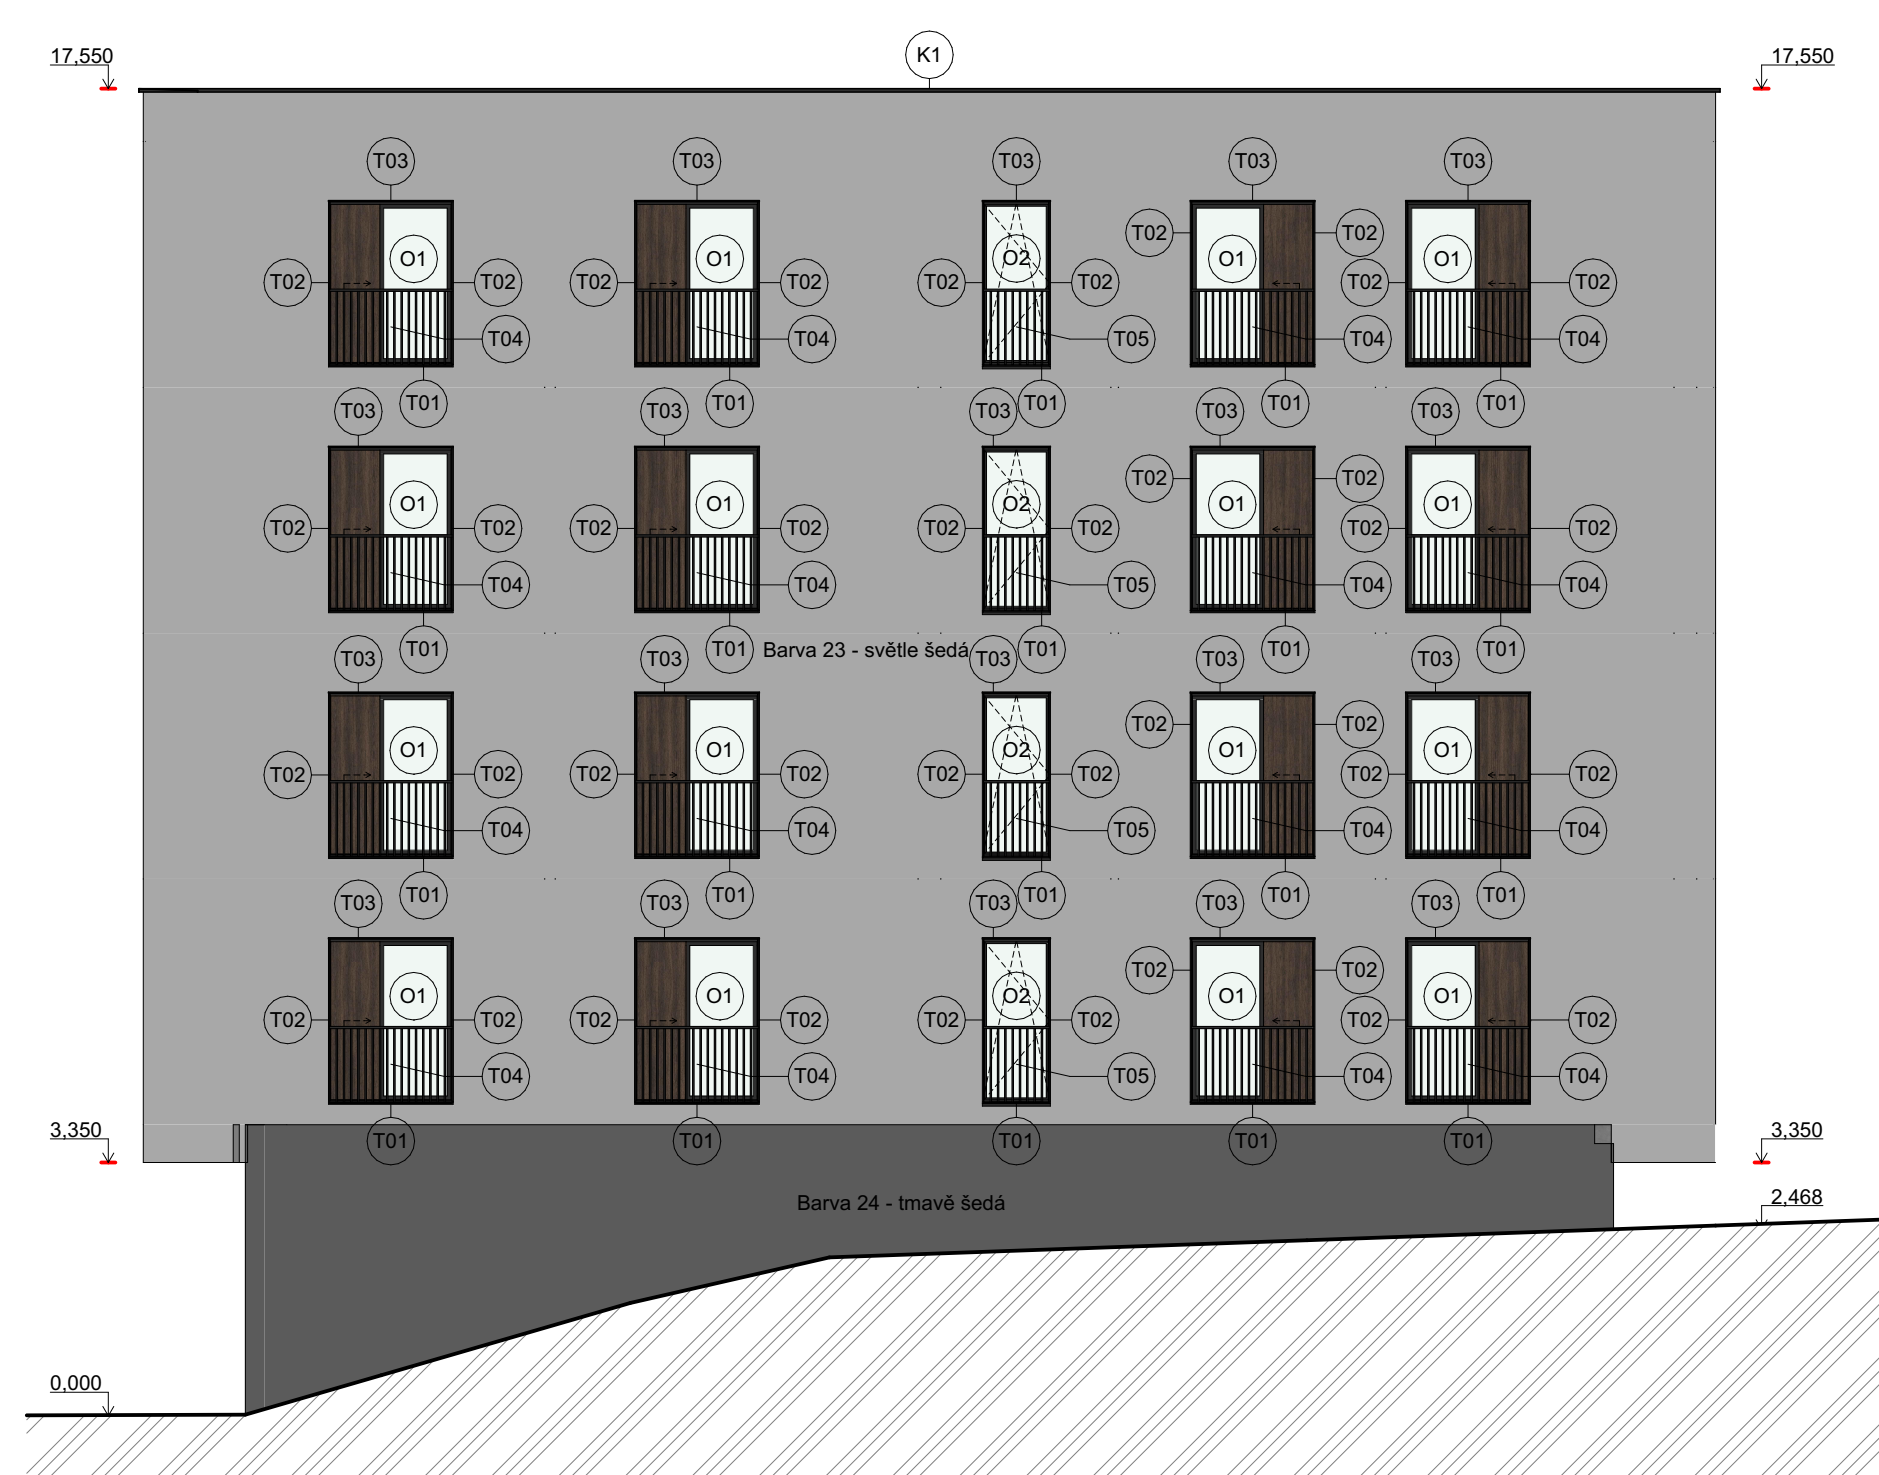 K1
17,550
17,550
T03 T03 T03 T03 T03
T02 T02
O1 O1 O2 O1 O1
T02 T02 T02 T02 T02 T02 T02 T02
T04 T04 T05 T04 T04
T01 T01 T01 T01 T01
T03 T03 T03 T03 T03
T02 T02
O1 O1 O2 O1 O1
T02 T02 T02 T02 T02 T02 T02 T02
T04 T04 T05 T04 T04
T01 T01 T01 T01 T01
Barva 23 - světle šedá
T03 T03 T03 T03 T03
T02 T02
O1 O1 O2 O1 O1
T02 T02 T02 T02 T02 T02 T02 T02
T04 T04 T05 T04 T04
T01 T01 T01 T01 T01
T03 T03 T03 T03 T03
T02 T02
O1 O1 O2 O1 O1
T02 T02 T02 T02 T02 T02 T02 T02
T04 T04 T05 T04 T04
3,350
3,350
T01 T01 T01 T01 T01
Barva 24 - tmavě šedá
2,468
0,000